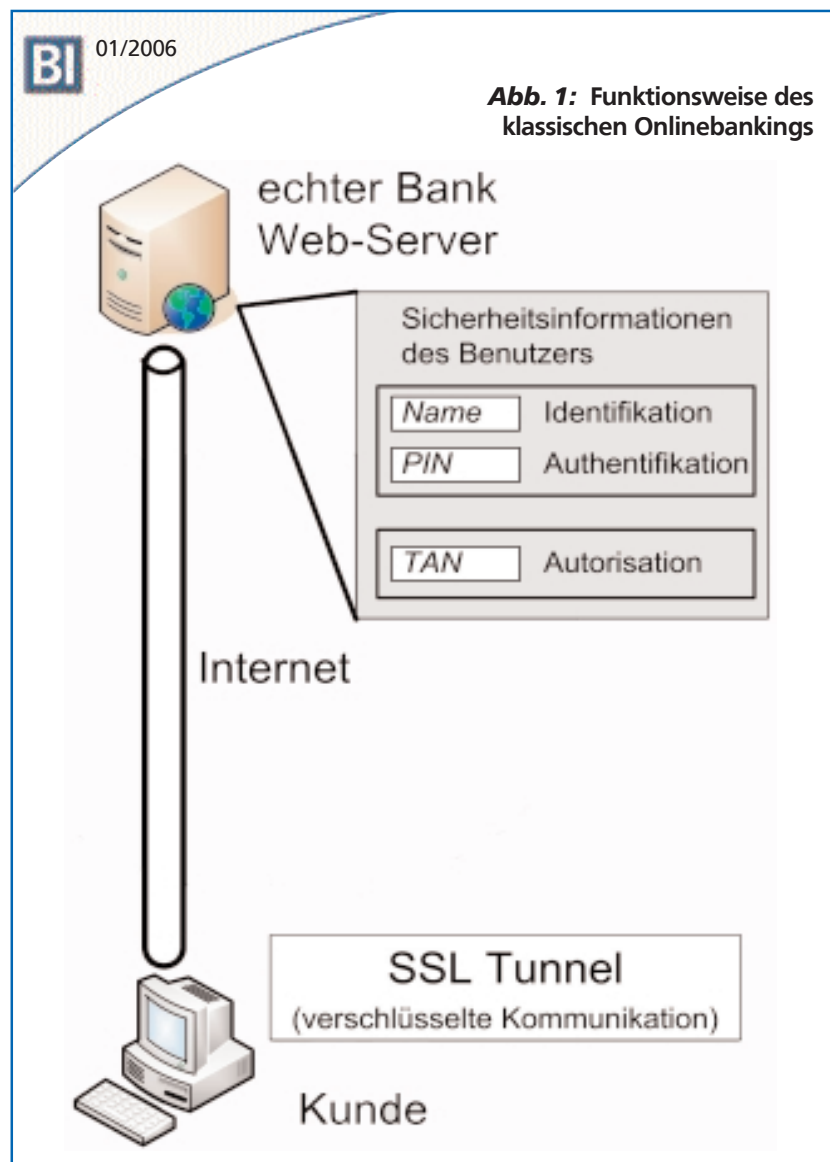 BI 01/2006
Abb. 1: Funktionsweise des
klassischen Onlinebankings
echter Bank
Web-Server
Sicherheitsinformationen
des Benutzers
Name Identifikation
PIN Authentifikation
TAN Autorisation
Internet
SSL Tunnel
(verschlüsselte Kommunikation)
Kunde